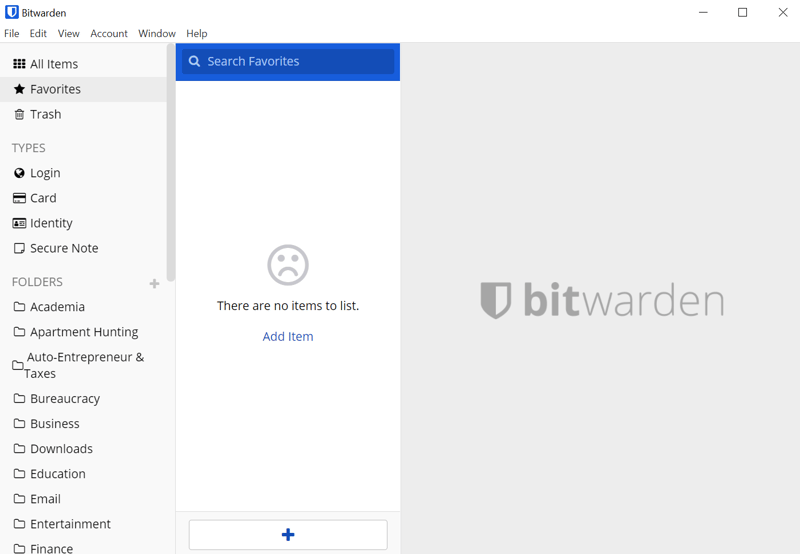 Bitwarden
File Edit View Account Window Help
All Items
Favorites
Trash
TYPES
Login
Card
Identity
Secure Note
FOLDERS
Academia
Apartment Hunting
Auto-Entrepreneur &
Taxes
Bureaucracy
Business
Downloads
Education
Email
Entertainment
Finance
Search Favorites
There are no items to list.
Add Item
bitwarden